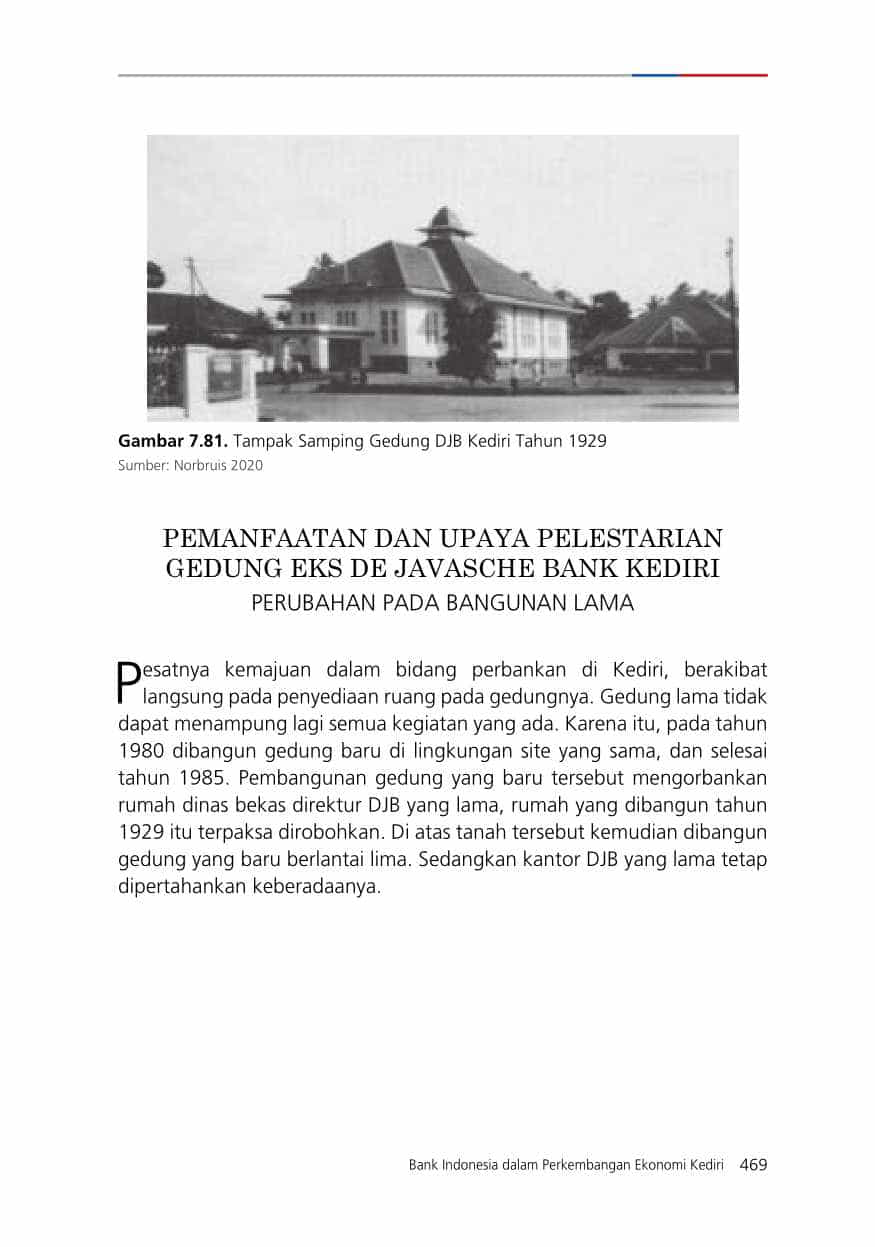 Gambar 7.81. Tampak Samping Gedung DJB Kediri Tahun 1929
Sumber: Norbruis 2020
PEMANFAATAN DAN UPAYA PELESTARIAN
GEDUNG EKS DE JAVASCHE BANK KEDIRI
PERUBAHAN PADA BANGUNAN LAMA
Pesatnya kemajuan dalam bidang perbankan di Kediri, berakibat
langsung pada penyediaan ruang pada gedungnya. Gedung lama tidak
dapat menampung lagi semua kegiatan yang ada. Karena itu, pada tahun
1980 dibangun gedung baru di lingkungan site yang sama, dan selesai
tahun 1985. Pembangunan gedung yang baru tersebut mengorbankan
rumah dinas bekas direktur DJB yang lama, rumah yang dibangun tahun
1929 itu terpaksa dirobohkan. Di atas tanah tersebut kemudian dibangun
gedung yang baru berlantai lima. Sedangkan kantor DJB yang lama tetap
dipertahankan keberadaanya.
Bank Indonesia dalam Perkembangan Ekonomi Kediri 469